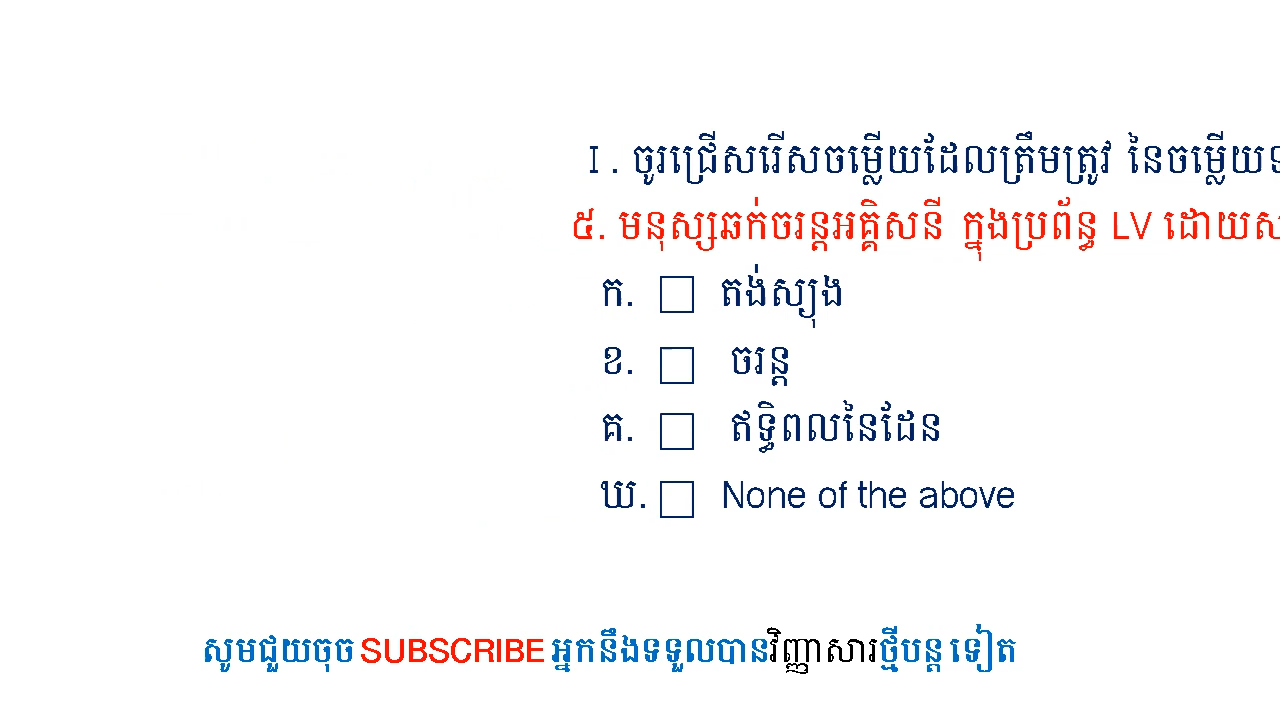 I . ចូរជ្រើសរើសចម្លើយដែលត្រឹមត្រូវ នៃចម្លើយ
៥. មនុស្សឆក់ចរន្តអគ្គិសនី ក្នុងប្រព័ន្ធ LV ដោយ
ក. តង់ស្យុង
ខ. ចរន្ត
គ. ឥទ្ធិពលនៃដែន
ឃ. None of the above
សូមជួយចុច SUBSCRIBE អ្នកនឹងទទួលបានវិញ្ញាសារថ្មីបន្ត ទៀត